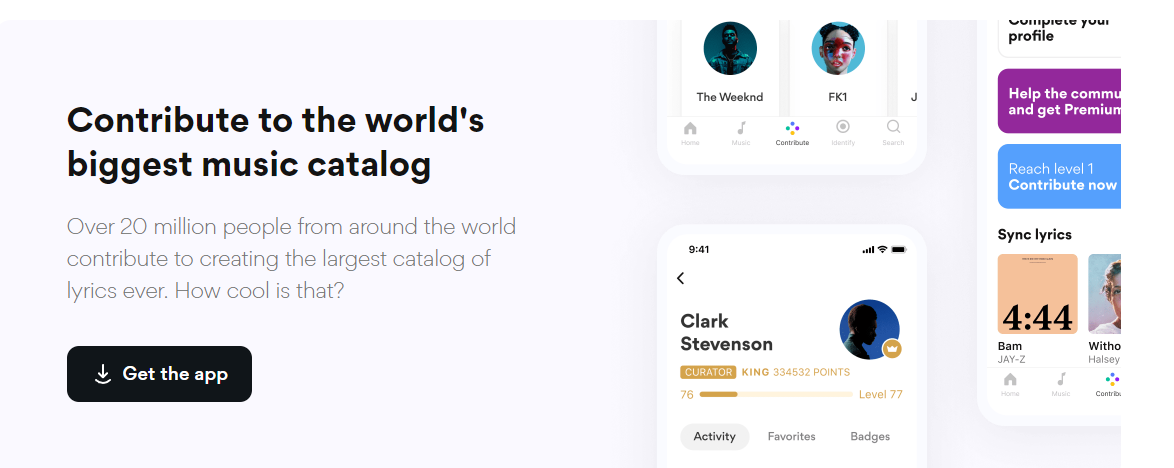 Contribute to the world's
biggest music catalog
Over 20 million people from around the world
contribute to creating the largest catalog of
lyrics ever. How cool is that?
Get the app
The Weeknd
FK1
J
Home
Music
Contribute
Identify
Search
9:41
Clark
Stevenson
CURATOR KING 334532 POINTS
76
Level 77
Activity
Favorites
Badges
Complete your
profile
Help the commu
and get Premium
Reach level 1
Contribute now
Sync lyrics
4:44
Bam
JAY-Z
Witho
Halsey
Home
Music
Contribu